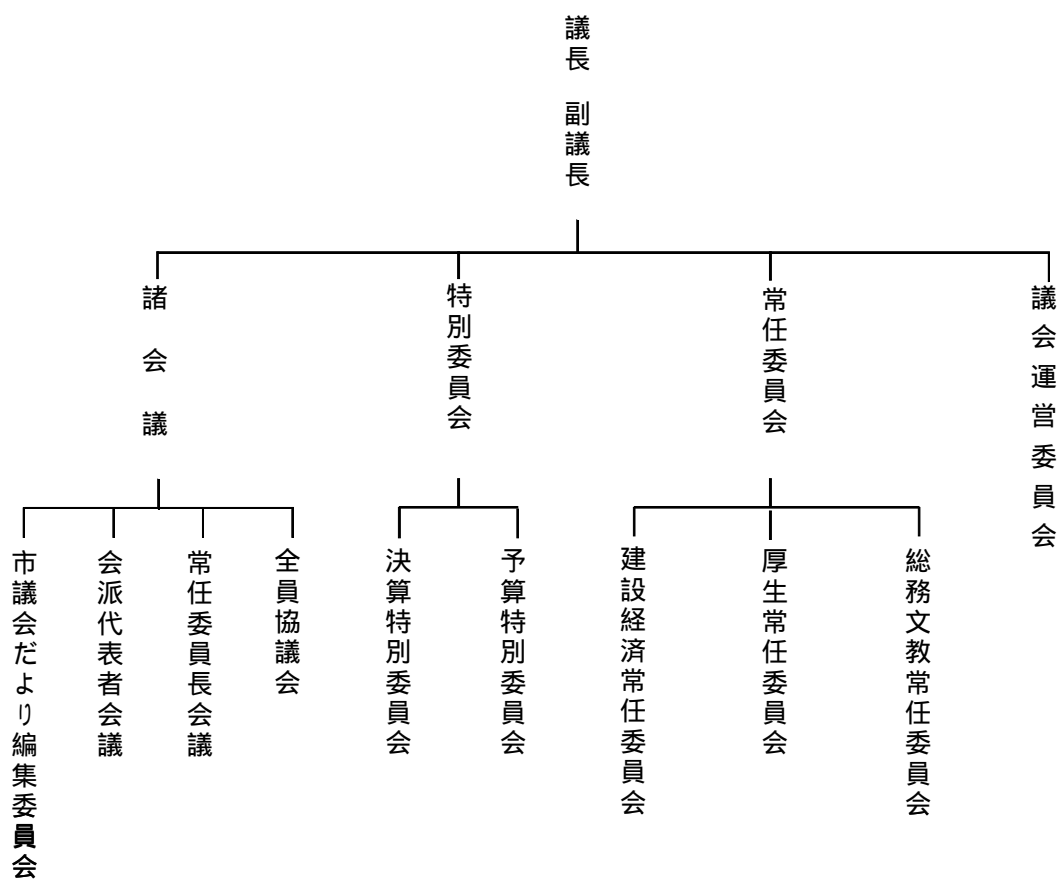 議長 副議長
議会運営委員会
常任委員会
特別委員会
諸会議
総務文教常任委員会
厚生常任委員会
建設経済常任委員会
予算特別委員会
決算特別委員会
全員協議会
常任委員長会議
会派代表者会議
市議会だより編集委員会